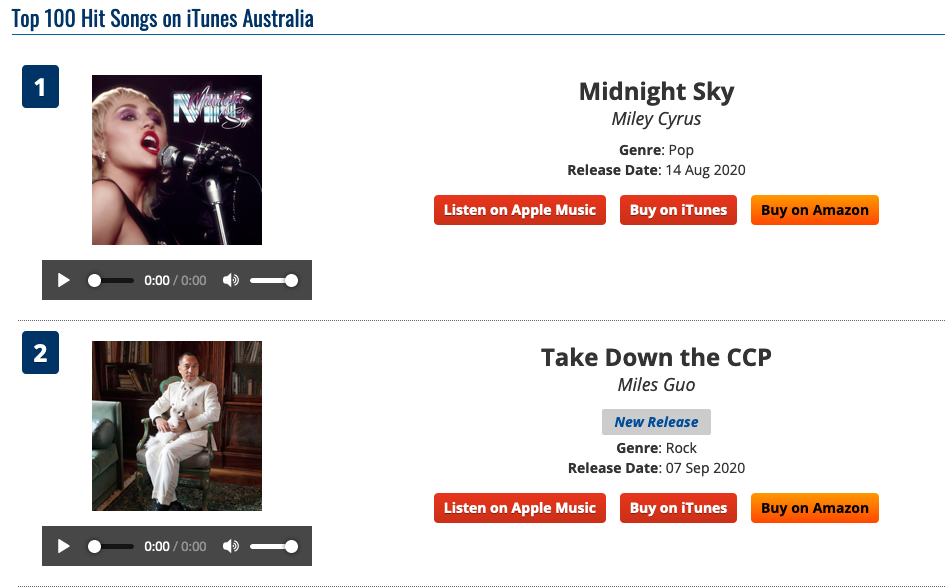 Top 100 Hit Songs on iTunes Australia
1
Midnight Sky
Midnight Sky
Miley Cyrus
Genre: Pop
Release Date: 14 Aug 2020
Listen on Apple Music
Buy on iTunes
Buy on Amazon
0:00 / 0:00
2
Take Down the CCP
Miles Guo
New Release
Genre: Rock
Release Date: 07 Sep 2020
Listen on Apple Music
Buy on iTunes
Buy on Amazon
0:00 / 0:00